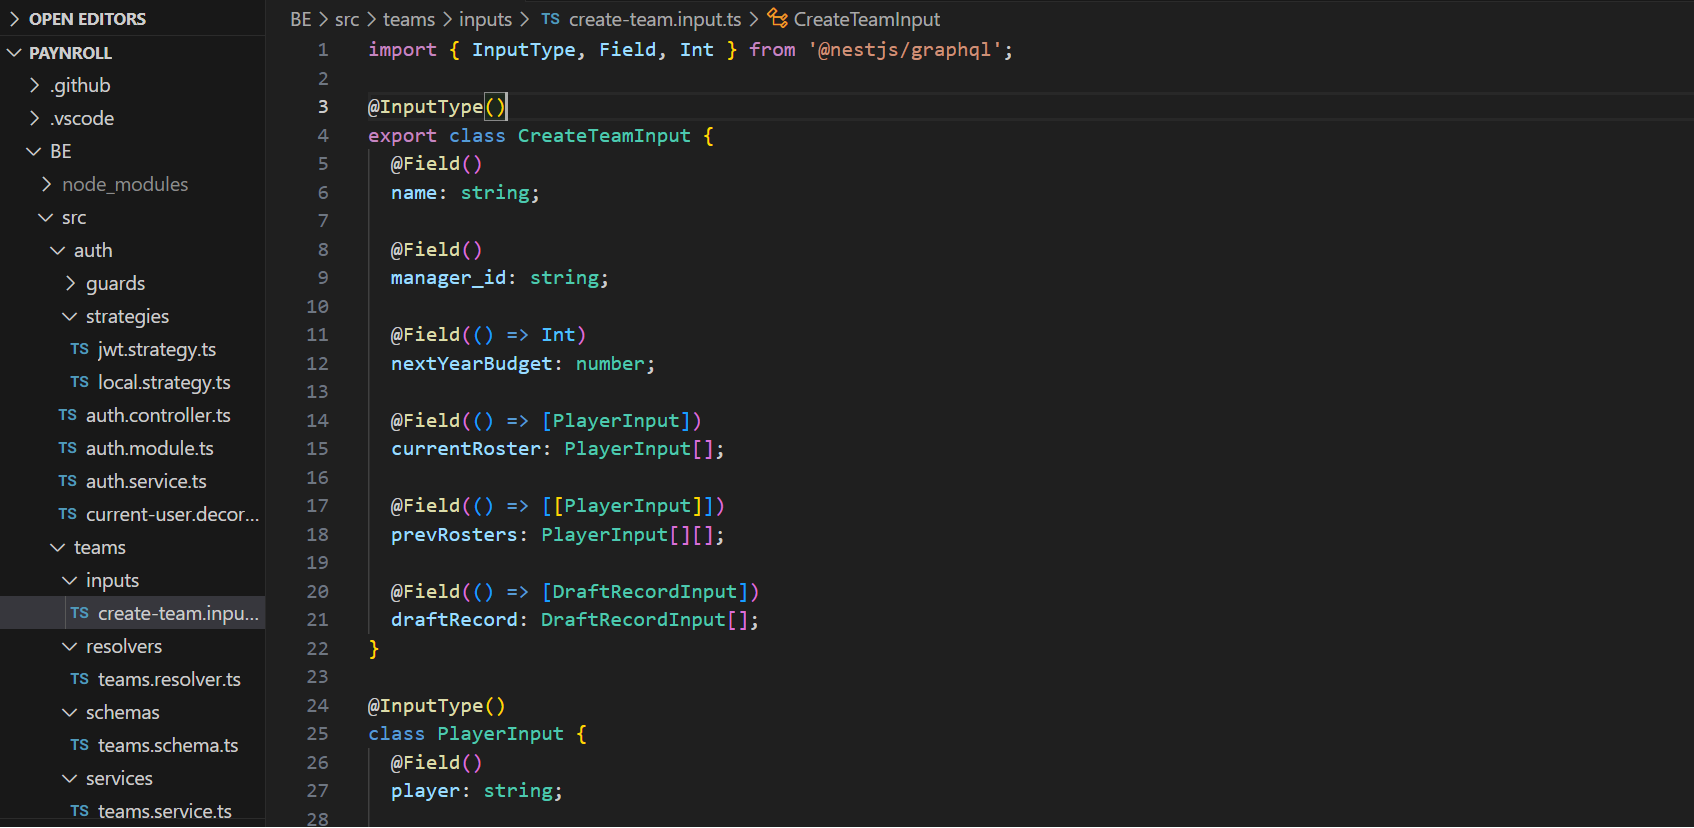 OPEN EDITORS
PAYNROLL
.github
.vscode
BE
node_modules
src
auth
guards
strategies
TS jwt.strategy.ts
TS local.strategy.ts
TS auth.controller.ts
TS auth.module.ts
TS auth.service.ts
TS current-user.decor...
teams
inputs
TS create-team.inpu...
resolvers
TS teams.resolver.ts
schemas
TS teams.schema.ts
services
TS teams.service.ts
BE > src > teams > inputs > TS create-team.input.ts > CreateTeamInput
1 import { InputType, Field, Int } from '@nestjs/graphql';
2
3 @InputType()
4 export class CreateTeamInput {
5 @Field()
6 name: string;
7
8 @Field()
9 manager_id: string;
10
11 @Field(() => Int)
12 nextYearBudget: number;
13
14 @Field(() => [PlayerInput])
15 currentRoster: PlayerInput[];
16
17 @Field(() => [[PlayerInput]])
18 prevRosters: PlayerInput[][];
19
20 @Field(() => [DraftRecordInput])
21 draftRecord: DraftRecordInput[];
22 }
23
24 @InputType()
25 class PlayerInput {
26 @Field()
27 player: string;
28